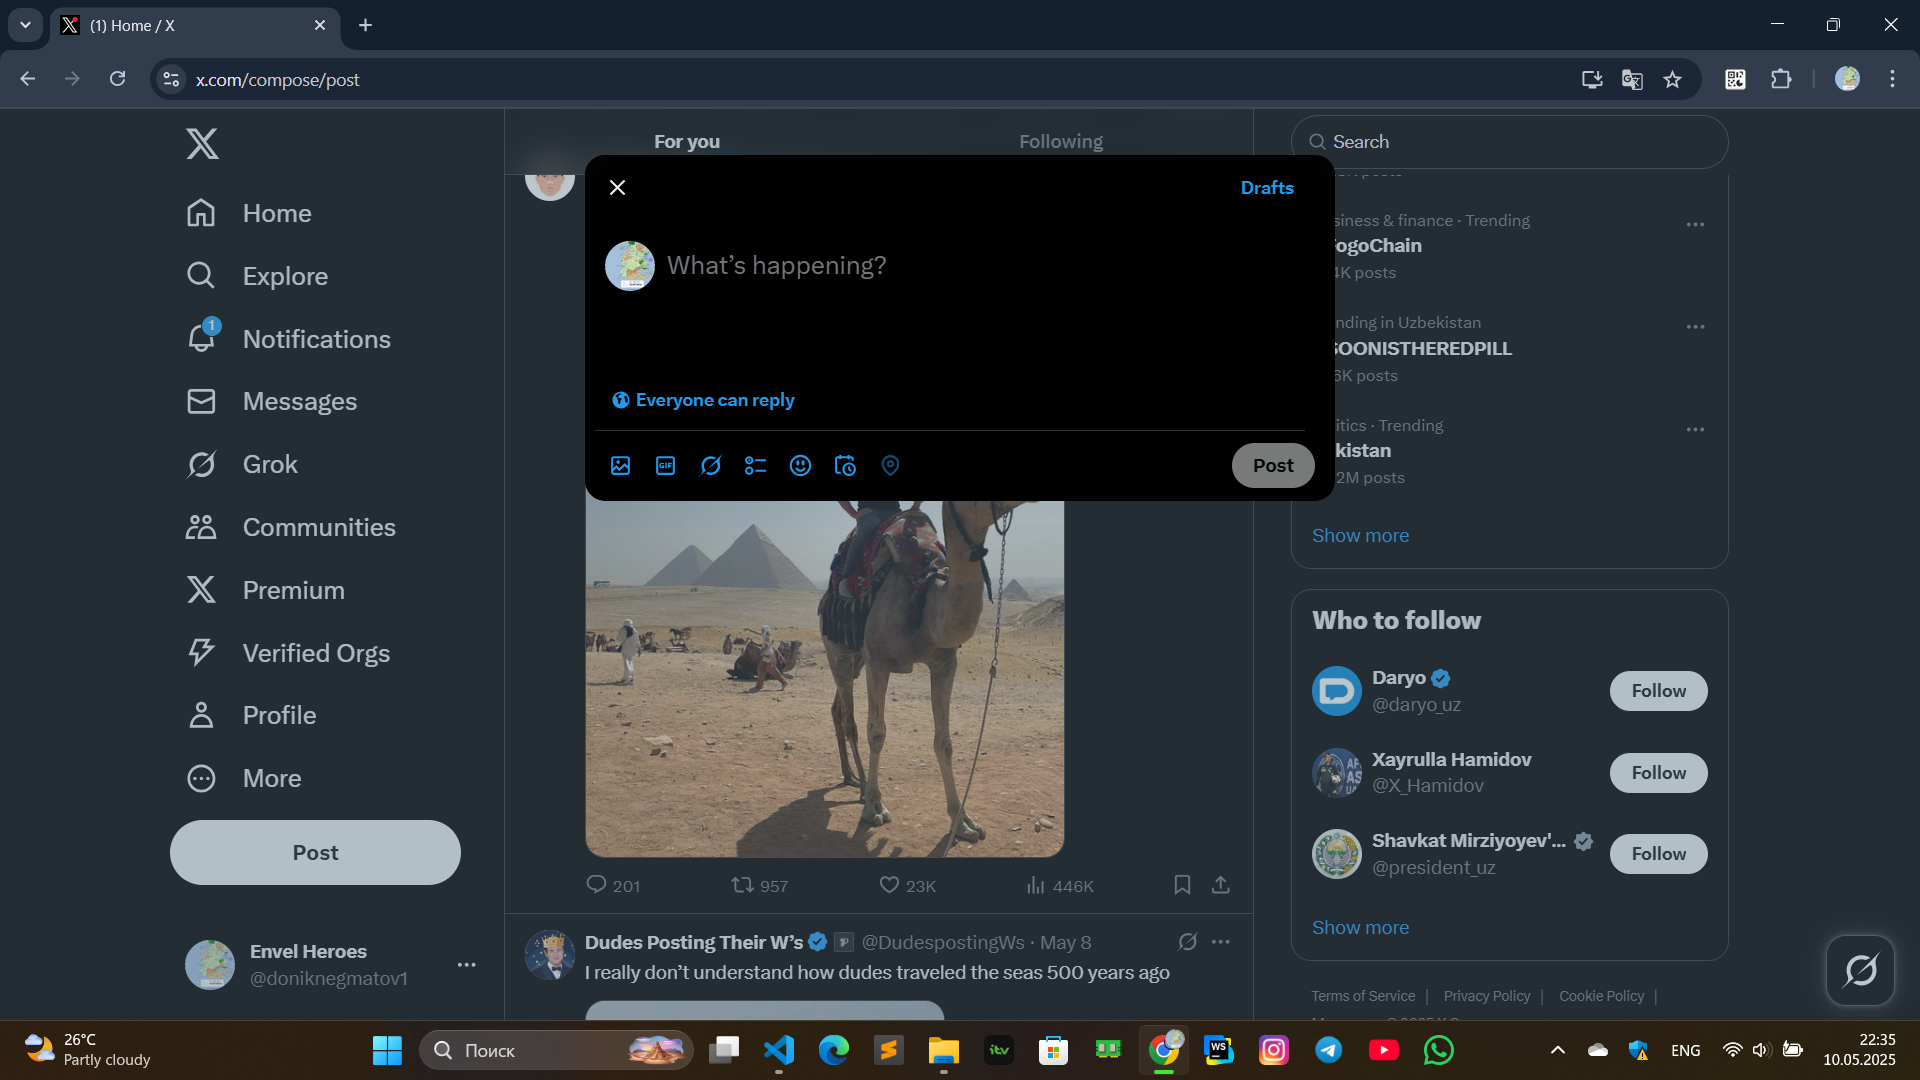 (1) Home / X
x.com/compose/post
Home
Explore
1
Notifications
Messages
Grok
Communities
Premium
Verified Orgs
Profile
More
Post
Envel Heroes
@doniknegmatov1
For you
Following
Drafts
What's happening?
Everyone can reply
GIF
Post
201
957
23K
446K
Dudes Posting Their W's @DudespostingWs · May 8
I really don't understand how dudes traveled the seas 500 years ago
Search
posts
siness & finance · Trending
ogoChain
4K posts
nding in Uzbekistan
SOONISTHEREDPILL
6K posts
itics · Trending
kistan
2M posts
Show more
Who to follow
Daryo
@daryo_uz
Follow
Xayrulla Hamidov
@X_Hamidov
Follow
Shavkat Mirziyoyev'...
@president_uz
Follow
Show more
Terms of Service | Privacy Policy | Cookie Policy |
26°C
Partly cloudy
Поиск
itv
WS
ENG
22:35
10.05.2025